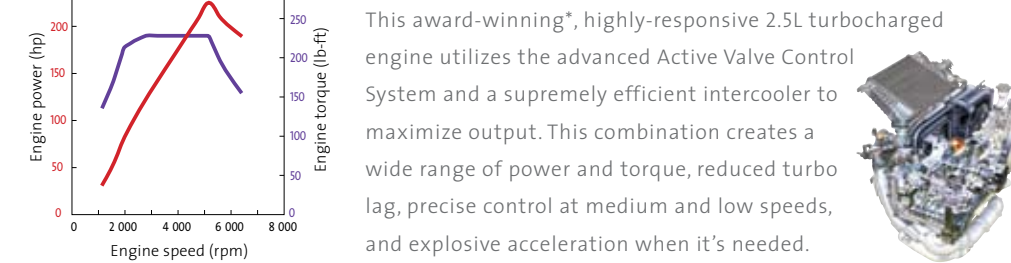 Engine power (hp)
200
150
100
50
0
0
2 000
4 000
6 000
8 000
Engine speed (rpm)
250
200
150
100
50
0
Engine torque (lb-ft)
This award-winning*, highly-responsive 2.5L turbocharged
engine utilizes the advanced Active Valve Control
System and a supremely efficient intercooler to
maximize output. This combination creates a
wide range of power and torque, reduced turbo
lag, precise control at medium and low speeds,
and explosive acceleration when it’s needed.